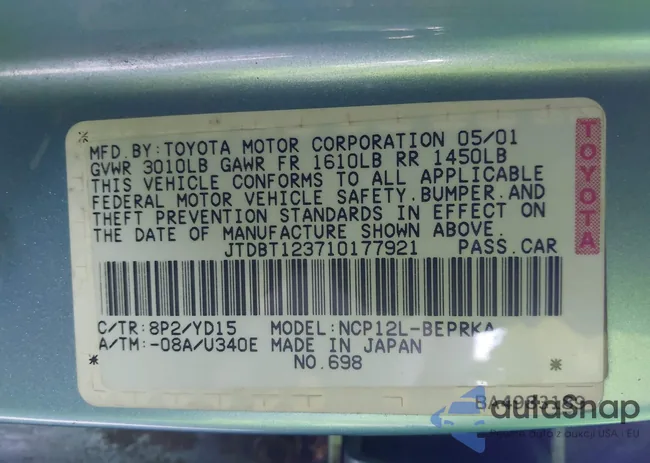 MFD.BY:TOYOTA MOTOR CORPORATION 05/01
GVWR 3010LB GAWR FR 1610LB RR 1450LB
THIS VEHICLE CONFORMS TO ALL APPLICABLE
FEDERAL MOTOR VEHICLE SAFETY,BUMPER,AND
THEFT PREVENTION STANDARDS IN EFFECT ON
THE DATE OF MANUFACTURE SHOWN ABOVE.
JTDBT123710177921 PASS.CAR
TOYOTA
C/TR:8P2/YD15 MODEL:NCP12L-BEPRKA
A/TM:-08A/U340E MADE IN JAPAN
NO.698
autoSnap
USA - EU